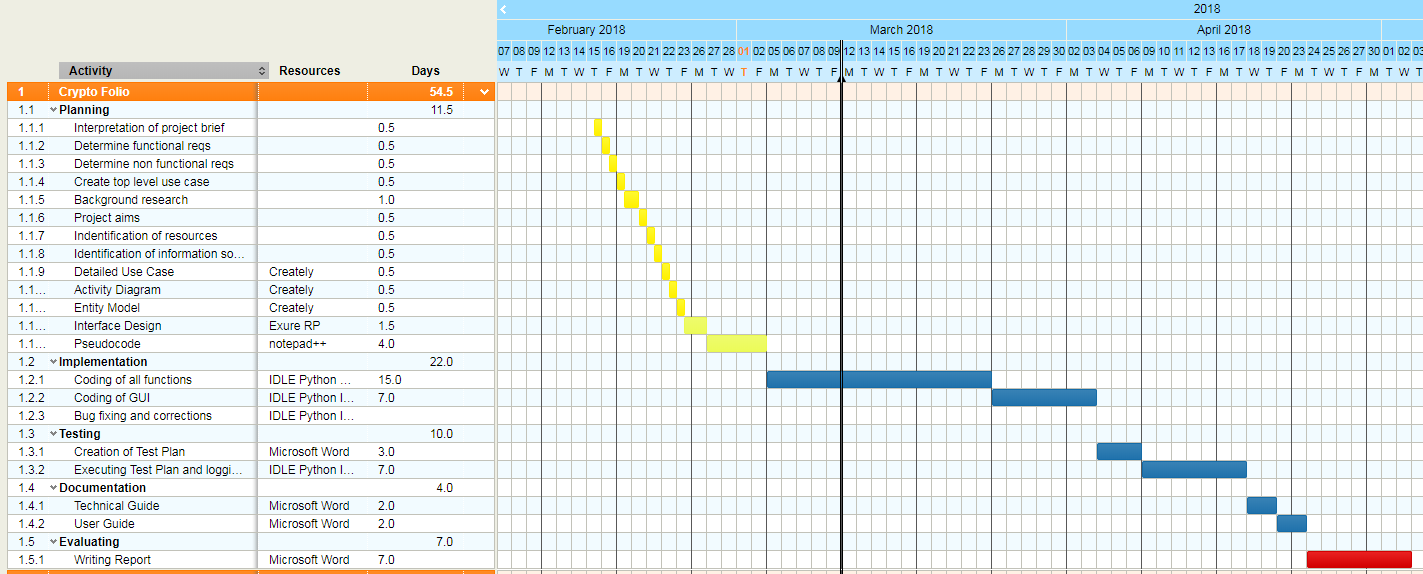 2018
February 2018 March 2018 April 2018
07 08 09 12 13 14 15 16 19 20 21 22 23 26 27 28 01 02 05 06 07 08 09 12 13 14 15 16 19 20 21 22 23 26 27 28 29 30 02 03 04 05 06 09 10 11 12 13 16 17 18 19 20 23 24 25 26 27 30 01 02 03
Activity Resources Days W T F M T W T F M T W T F M T W T F M T W T F M T W T F M T W T F M T W T F M T W T F M T W T F M T W T F M T W T F M T W T
1 Crypto Folio 54.5
1.1 Planning 11.5
1.1.1 Interpretation of project brief 0.5
1.1.2 Determine functional reqs 0.5
1.1.3 Determine non functional reqs 0.5
1.1.4 Create top level use case 0.5
1.1.5 Background research 1.0
1.1.6 Project aims 0.5
1.1.7 Indentification of resources 0.5
1.1.8 Identification of information so... 0.5
1.1.9 Detailed Use Case Creately 0.5
1.1... Activity Diagram Creately 0.5
1.1... Entity Model Creately 0.5
1.1... Interface Design Exure RP 1.5
1.1... Pseudocode notepad++ 4.0
1.2 Implementation 22.0
1.2.1 Coding of all functions IDLE Python ... 15.0
1.2.2 Coding of GUI IDLE Python I... 7.0
1.2.3 Bug fixing and corrections IDLE Python I...
1.3 Testing 10.0
1.3.1 Creation of Test Plan Microsoft Word 3.0
1.3.2 Executing Test Plan and loggi... IDLE Python I... 7.0
1.4 Documentation 4.0
1.4.1 Technical Guide Microsoft Word 2.0
1.4.2 User Guide Microsoft Word 2.0
1.5 Evaluating 7.0
1.5.1 Writing Report Microsoft Word 7.0